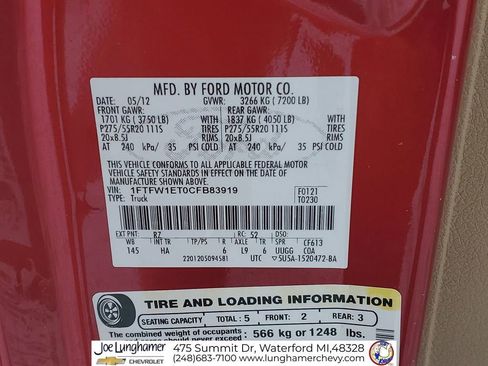 MFD. BY FORD MOTOR CO.
DATE: 05/12 GVWR: 3266 KG ( 7200 LB)
FRONT GAWR: REAR GAWR:
1701 KG ( 3750 LB) WITH 1837 KG ( 4050 LB) WITH
P275/55R20 111S TIRES P275/55R20 111S TIRES
20x8.5J RIMS 20x8.5J RIMS
AT 240 kPa/ 35 PSI COLD AT 240 kPa/ 35 PSI COLD
THIS VEHICLE CONFORMS TO ALL APPLICABLE FEDERAL MOTOR
VEHICLE SAFETY STANDARDS IN EFFECT ON THE DATE OF
MANUFACTURE SHOWN ABOVE.
VIN: 1FTFW1ET0CFB83919 F0121
TYPE: Truck T0230
EXT PNT: R7 RC: 52 DSO:
WB INT TR TP/PS R AXLE TR SPR CF613
145 HA 6 L9 6 UUGG COA
2201205094581 UTC 5U5A-1520472-BA
TIRE AND LOADING INFORMATION
SEATING CAPACITY TOTAL: 5 FRONT: 2 REAR: 3
The combined weight of occupants 566 kg or 1248 lbs.
Joe Lunghamer
CHEVROLET
475 Summit Dr, Waterford MI,48328
(248)683-7100 www.lunghamerchevy.com